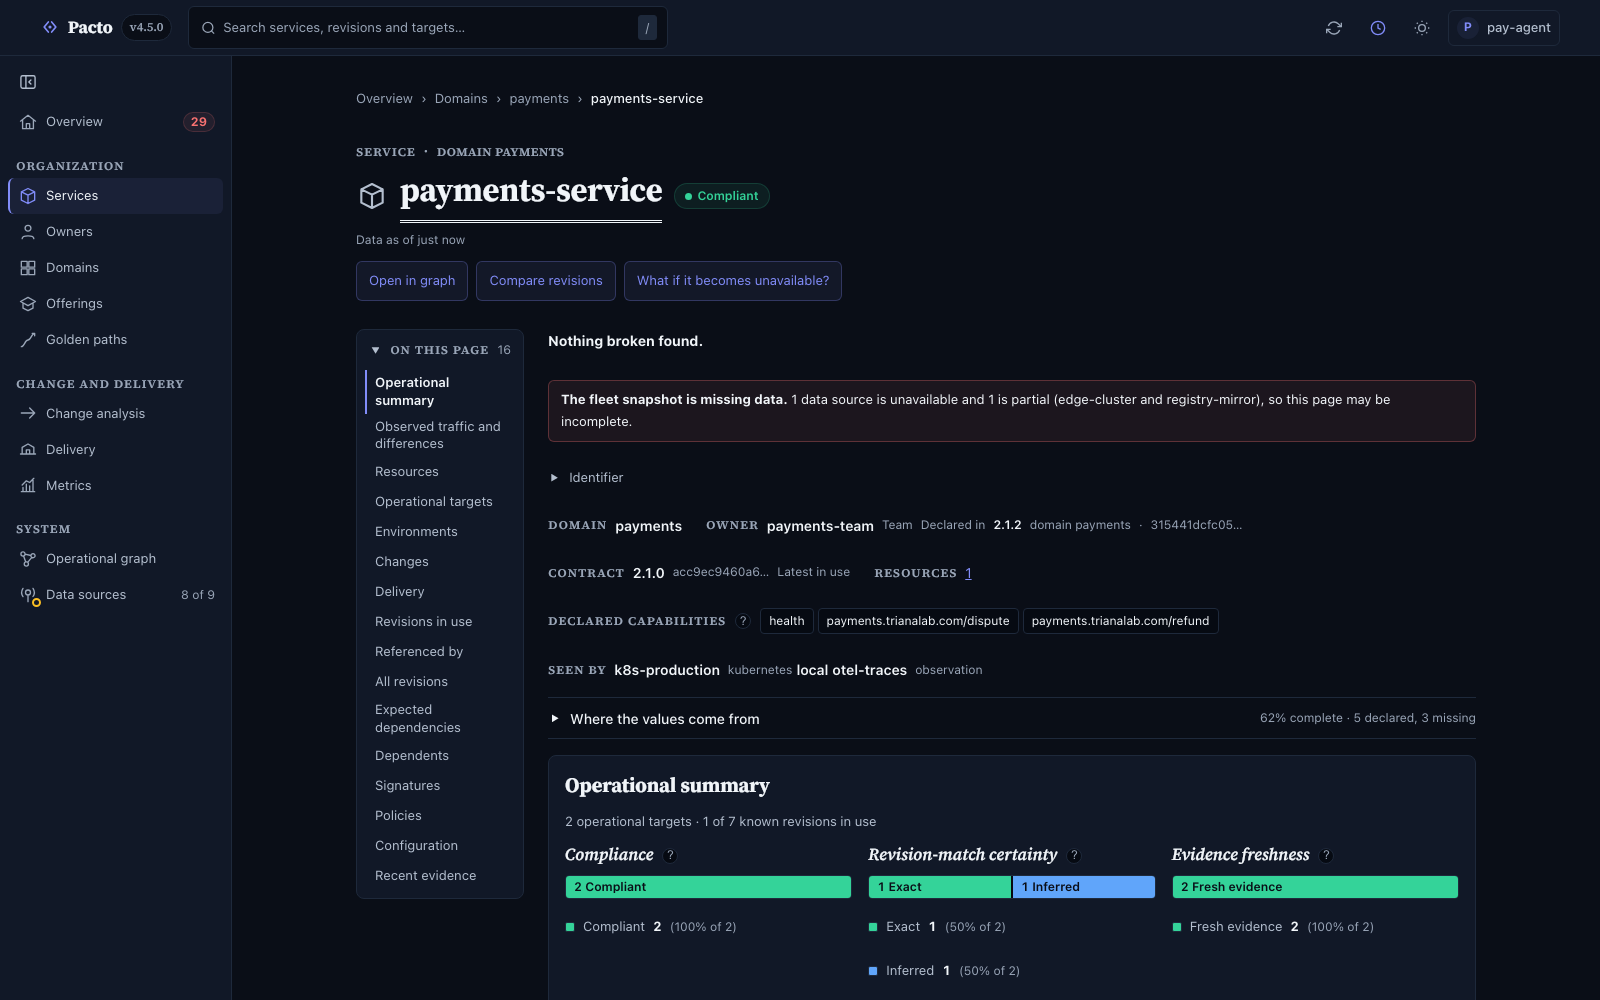 Pacto v4.5.0 Search services, revisions and targets... / P pay-agent
Overview 29
ORGANIZATION
Services
Owners
Domains
Offerings
Golden paths
CHANGE AND DELIVERY
Change analysis
Delivery
Metrics
SYSTEM
Operational graph
Data sources 8 of 9
Overview › Domains › payments › payments-service
SERVICE · DOMAIN PAYMENTS
payments-service Compliant
Data as of just now
Open in graph Compare revisions What if it becomes unavailable?
ON THIS PAGE 16
Operational
summary
Observed traffic and
differences
Resources
Operational targets
Environments
Changes
Delivery
Revisions in use
Referenced by
All revisions
Expected
dependencies
Dependents
Signatures
Policies
Configuration
Recent evidence
Nothing broken found.
The fleet snapshot is missing data. 1 data source is unavailable and 1 is partial (edge-cluster and registry-mirror), so this page may be
incomplete.
Identifier
DOMAIN payments OWNER payments-team Team Declared in 2.1.2 domain payments · 315441dcfc05...
CONTRACT 2.1.0 acc9ec9460a6... Latest in use RESOURCES 1
DECLARED CAPABILITIES ? health payments.trianalab.com/dispute payments.trianalab.com/refund
SEEN BY k8s-production kubernetes local otel-traces observation
Where the values come from 62% complete · 5 declared, 3 missing
Operational summary
2 operational targets · 1 of 7 known revisions in use
Compliance ? Revision-match certainty ? Evidence freshness ?
2 Compliant 1 Exact 1 Inferred 2 Fresh evidence
Compliant 2 (100% of 2) Exact 1 (50% of 2) Fresh evidence 2 (100% of 2)
Inferred 1 (50% of 2)